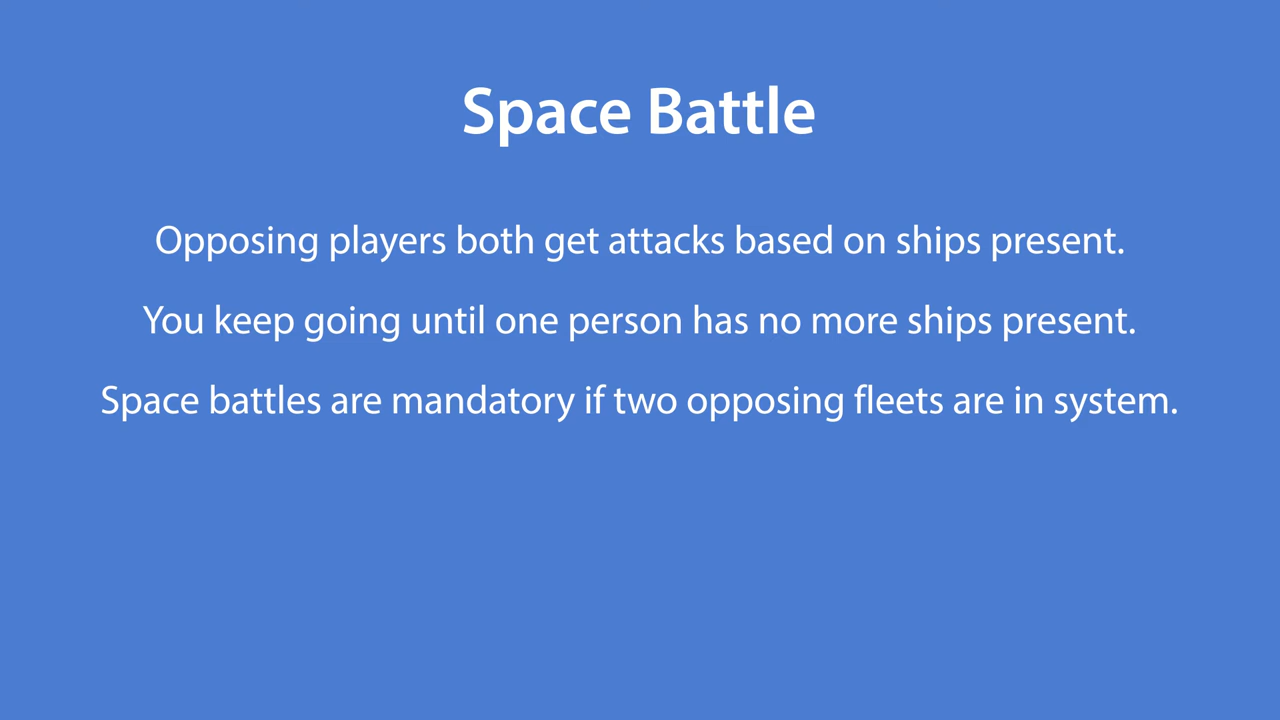 Space Battle
Opposing players both get attacks based on ships present.
You keep going until one person has no more ships present.
Space battles are mandatory if two opposing fleets are in system.